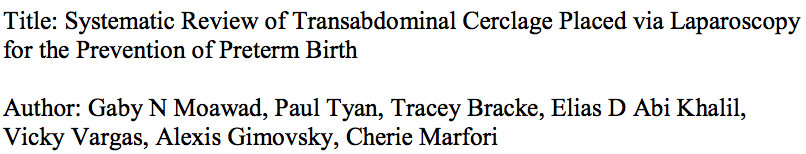 Title: Systematic Review of Transabdominal Cerclage Placed via Laparoscopy
for the Prevention of Preterm Birth
Author: Gaby N Moawad, Paul Tyan, Tracey Bracke, Elias D Abi Khalil,
Vicky Vargas, Alexis Gimovsky, Cherie Marfori